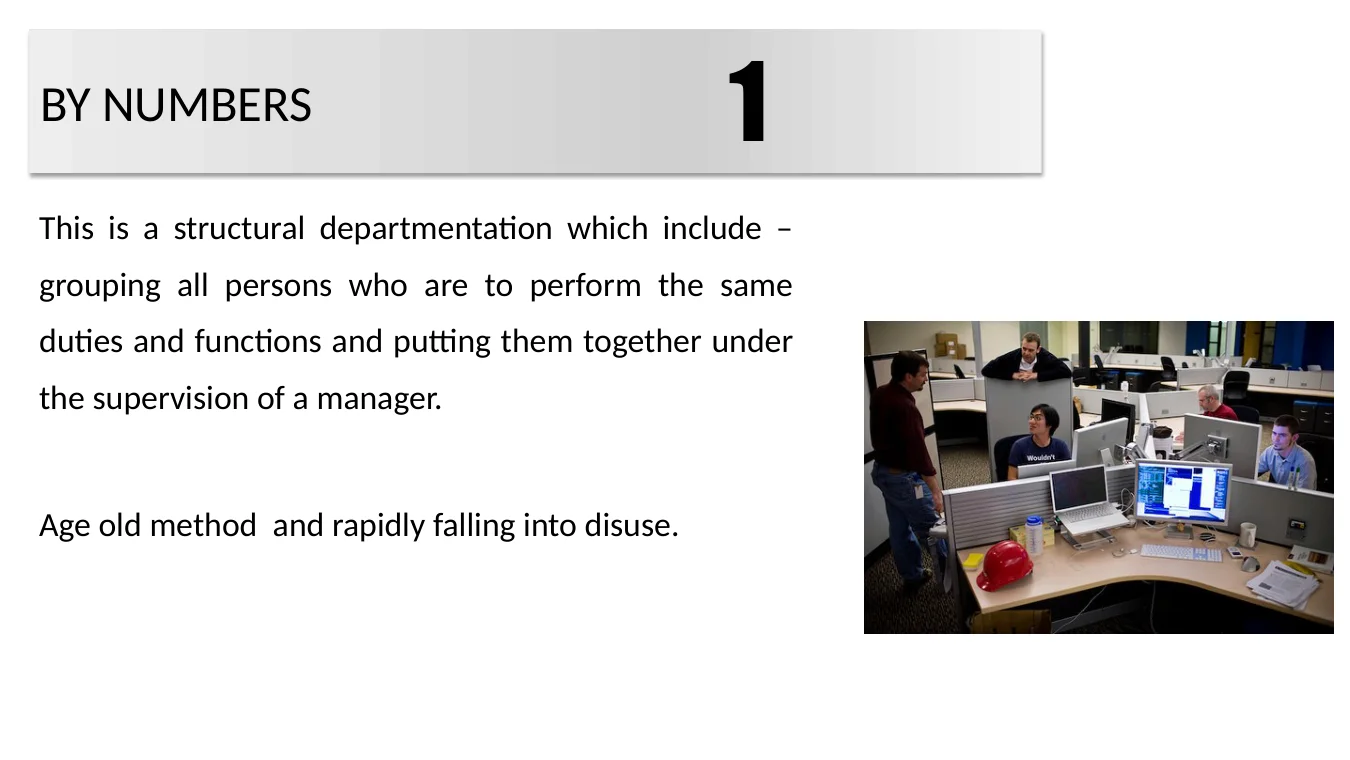 BY NUMBERS
1
This is a structural departmentation which include –
grouping all persons who are to perform the same
duties and functions and putting them together under
the supervision of a manager.
Age old method  and rapidly falling into disuse.
Wouldn't